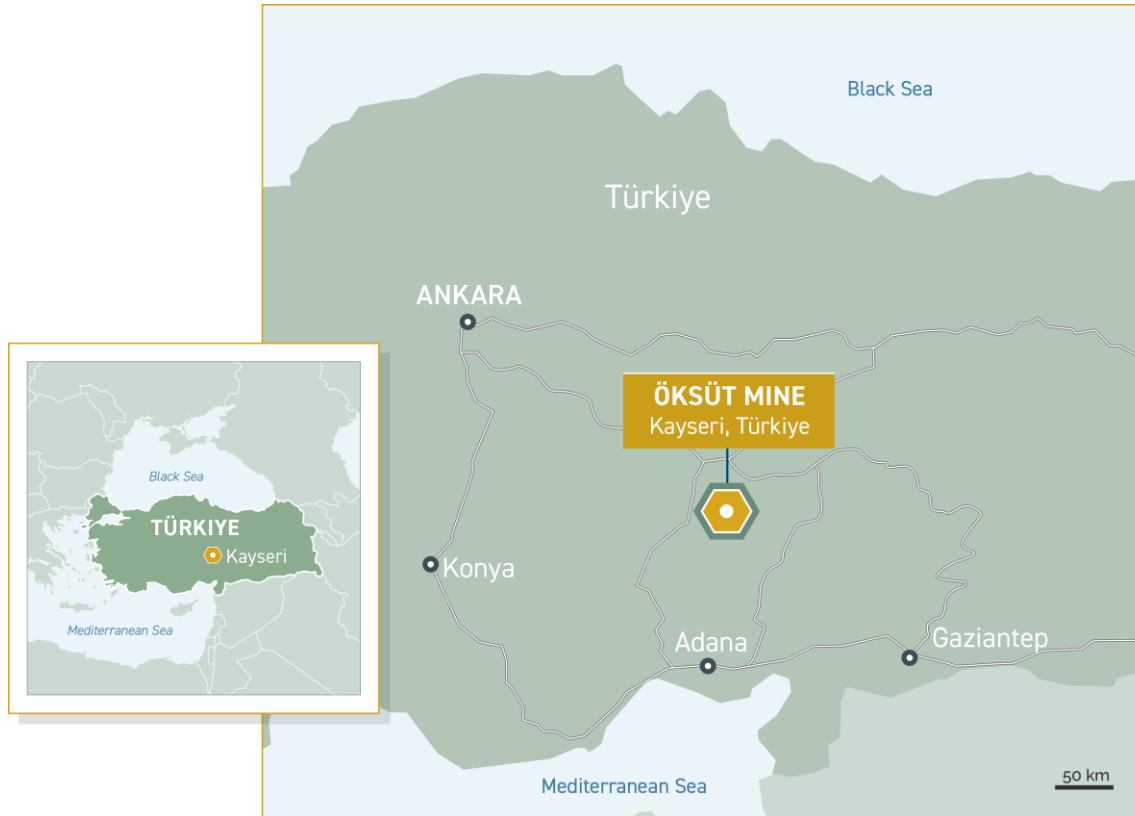 Black Sea
Türkiye
ANKARA
ÖKSÜT MINE
Kayseri, Türkiye
Konya
Adana
Gaziantep
Mediterranean Sea
50 km
Black Sea
TÜRKIYE
Kayseri
Mediterranean Sea